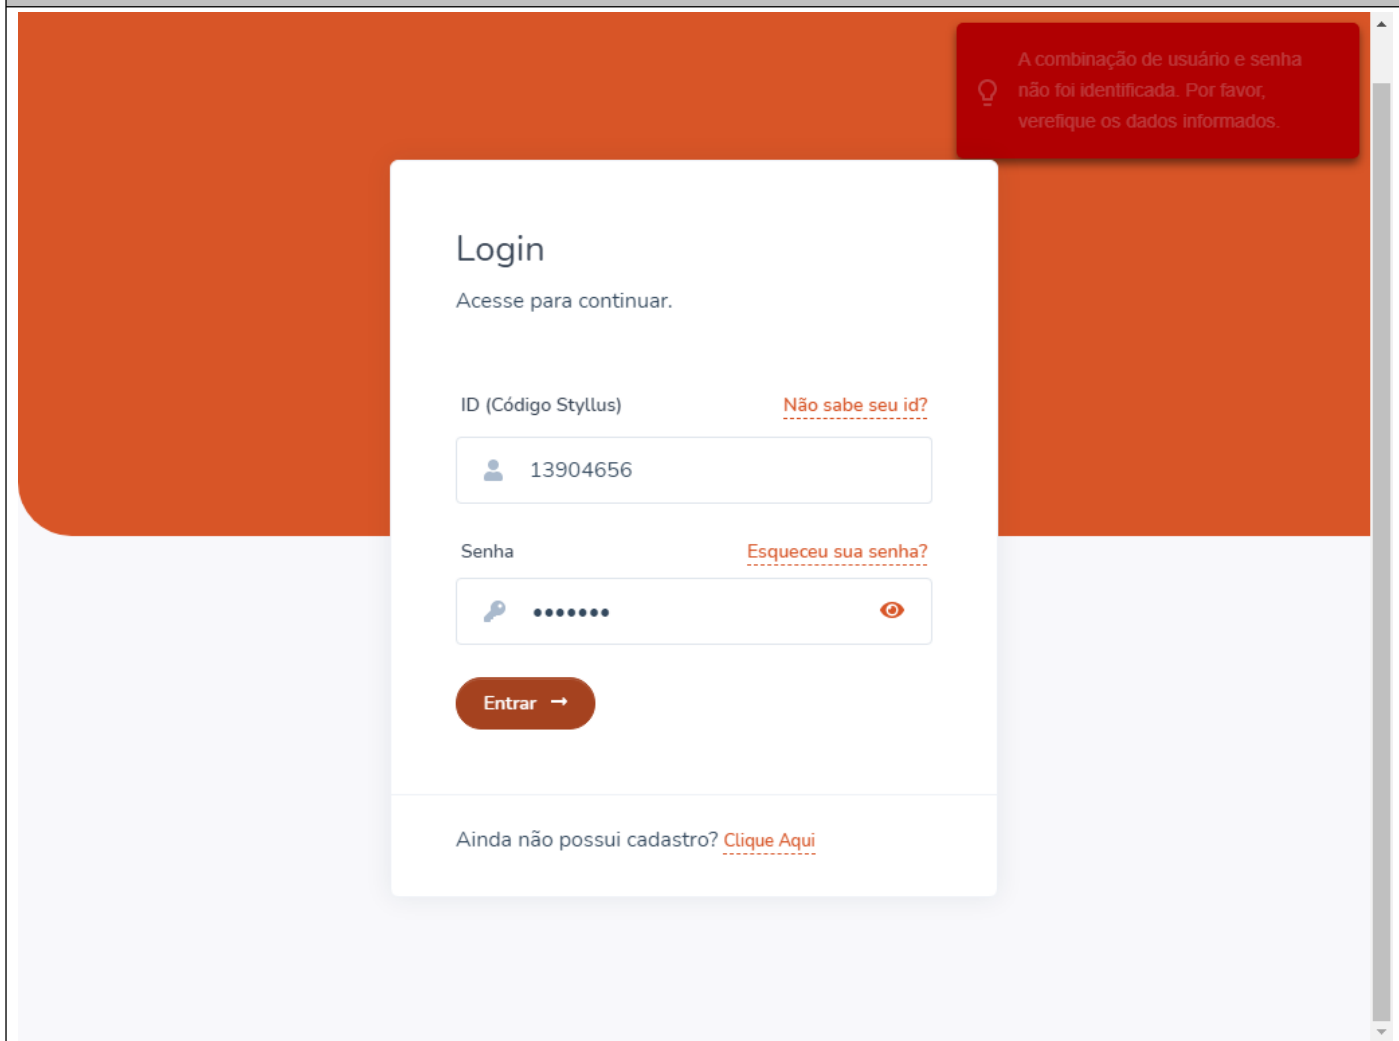 A combinação de usuário e senha
não foi identificada. Por favor,
verefique os dados informados.
Login
Acesse para continuar.
ID (Código Styllus) Não sabe seu id?
13904656
Senha Esqueceu sua senha?
•••••••
Entrar →
Ainda não possui cadastro? Clique Aqui